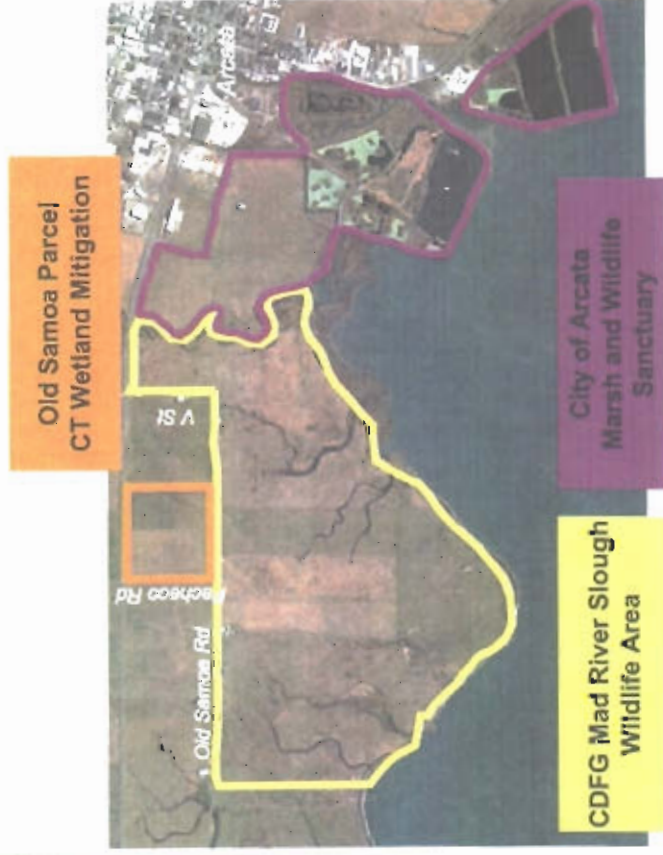 Old Samoa Parcel
CT Wetland Mitigation
Arcata
V St
Pacheco Rd
Old Samoa Rd
CDFG Mad River Slough
Wildlife Area
City of Arcata
Marsh and Wildlife
Sanctuary